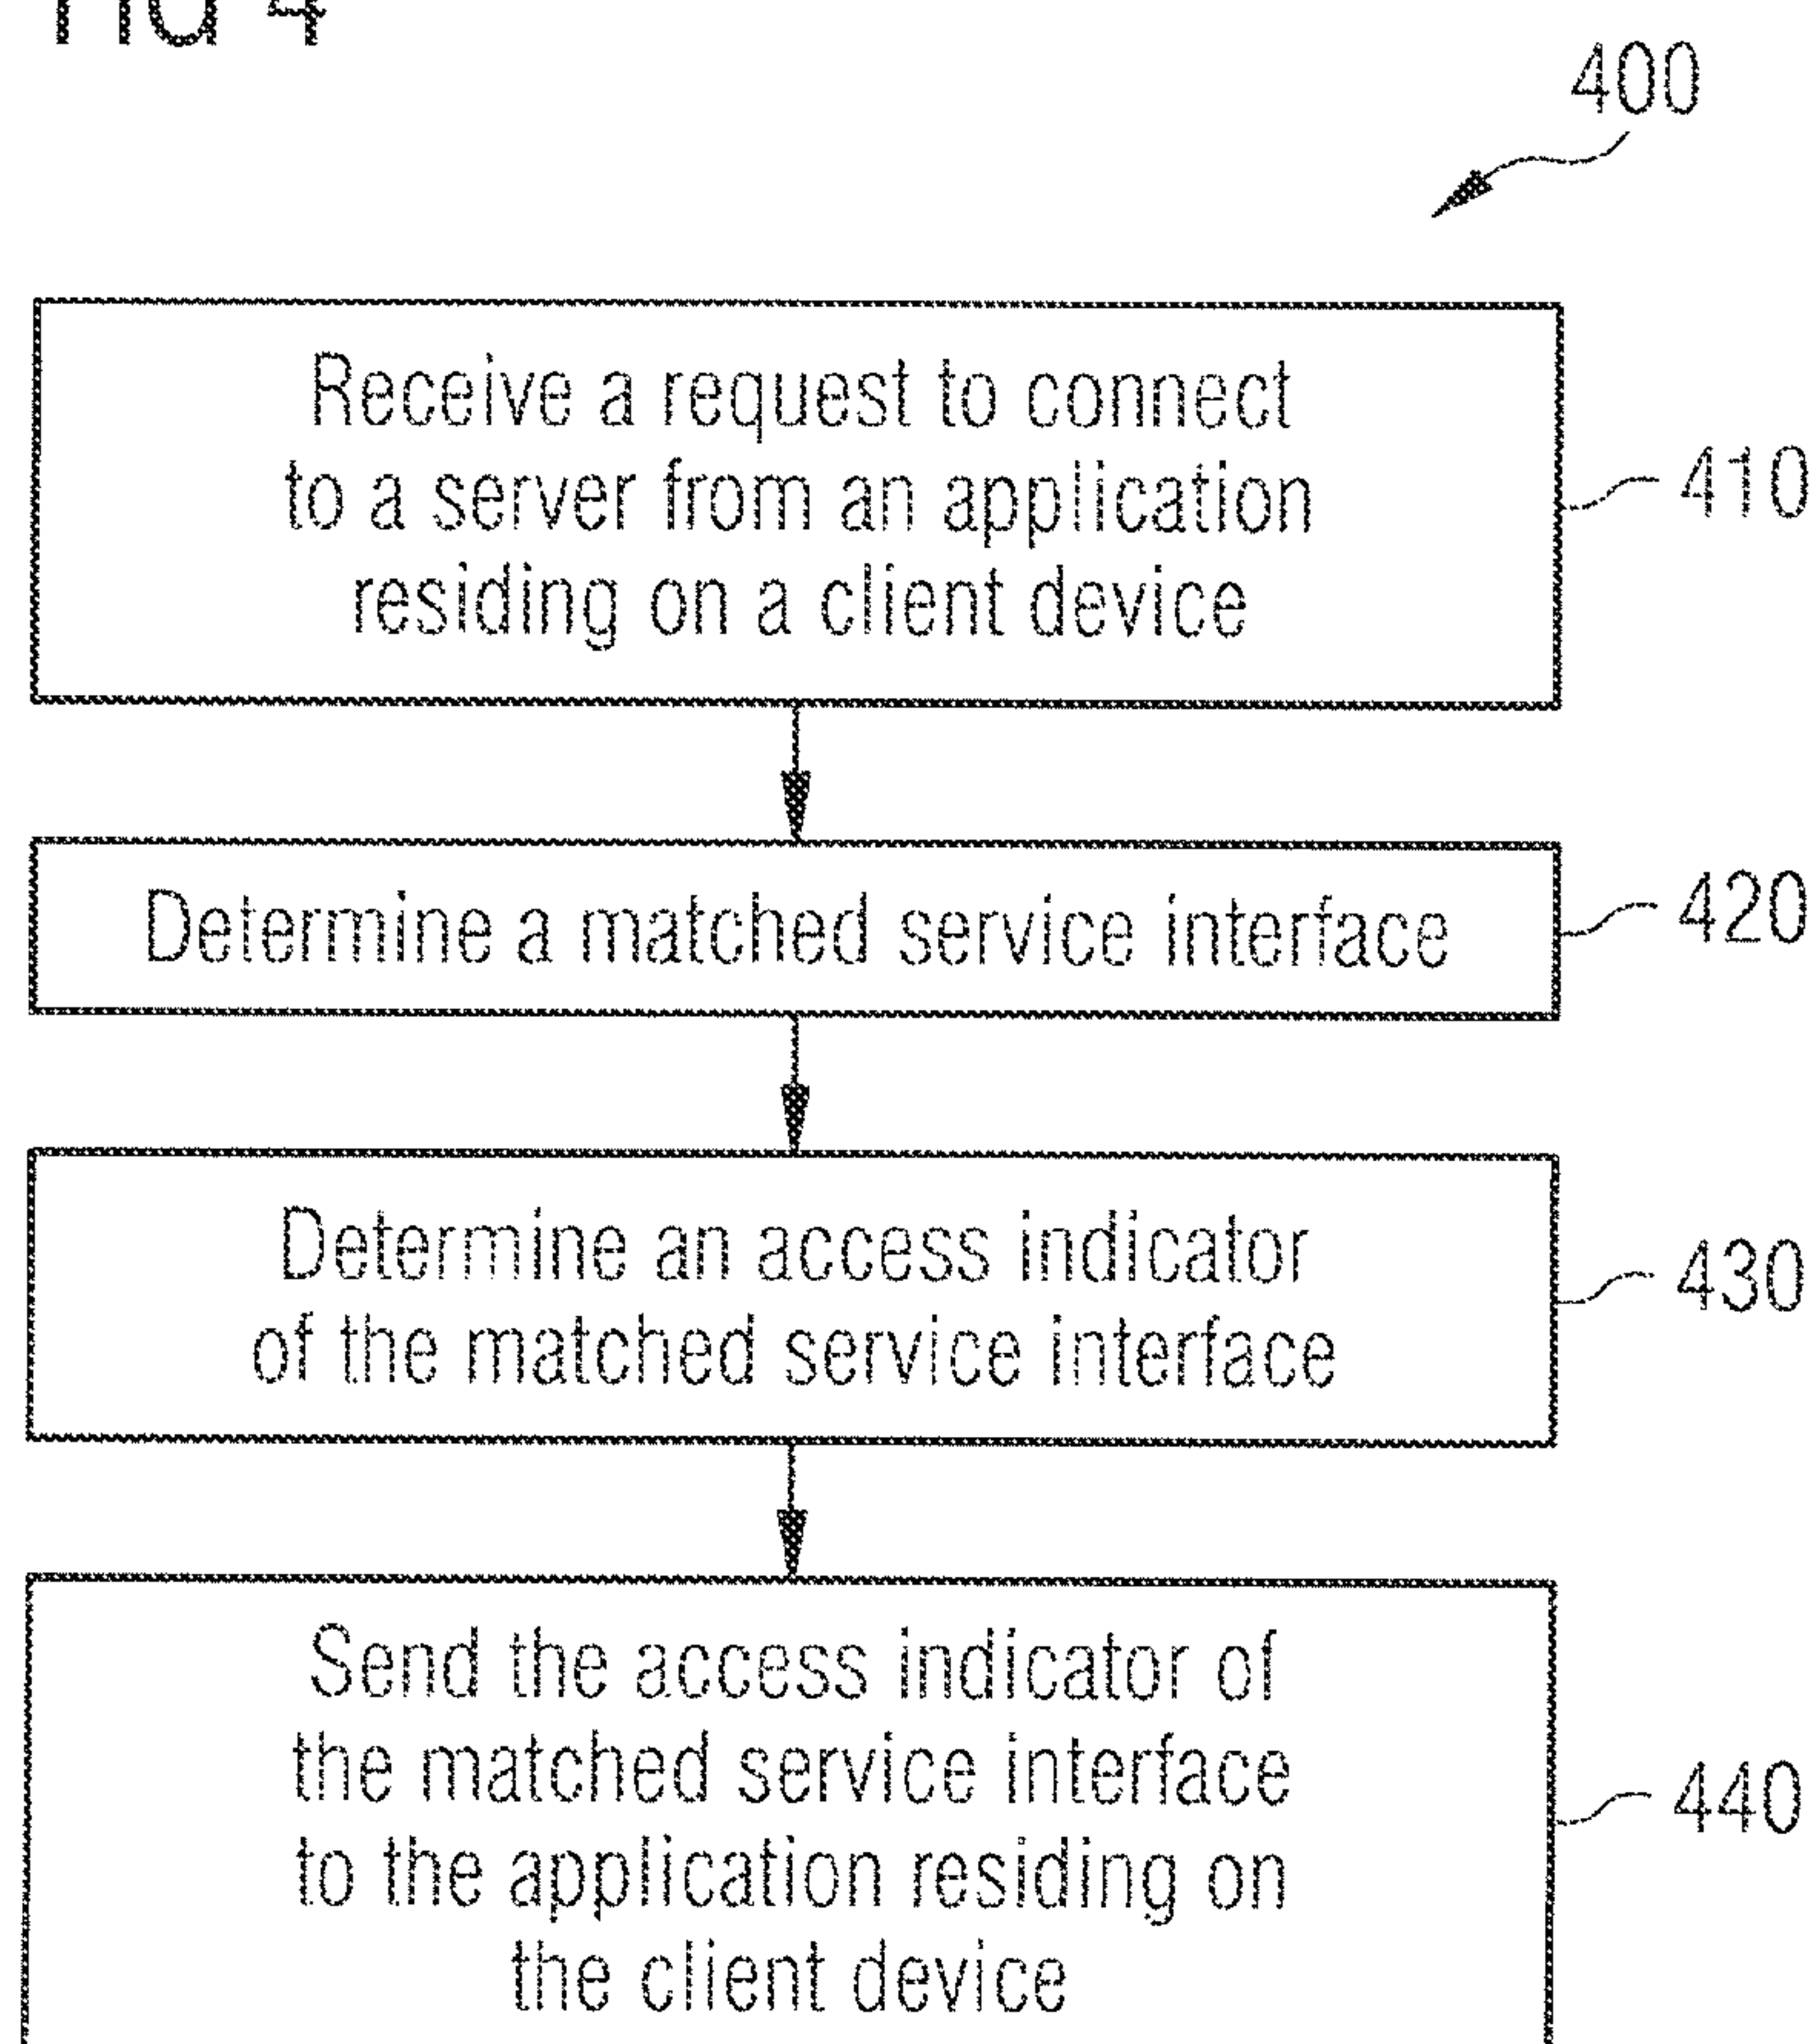 FIG 4
400
Receive a request to connect
to a server from an application
residing on a client device
410
Determine a matched service interface
420
Determine an access indicator
of the matched service interface
430
Send the access indicator of
the matched service interface
to the application residing on
the client device
440